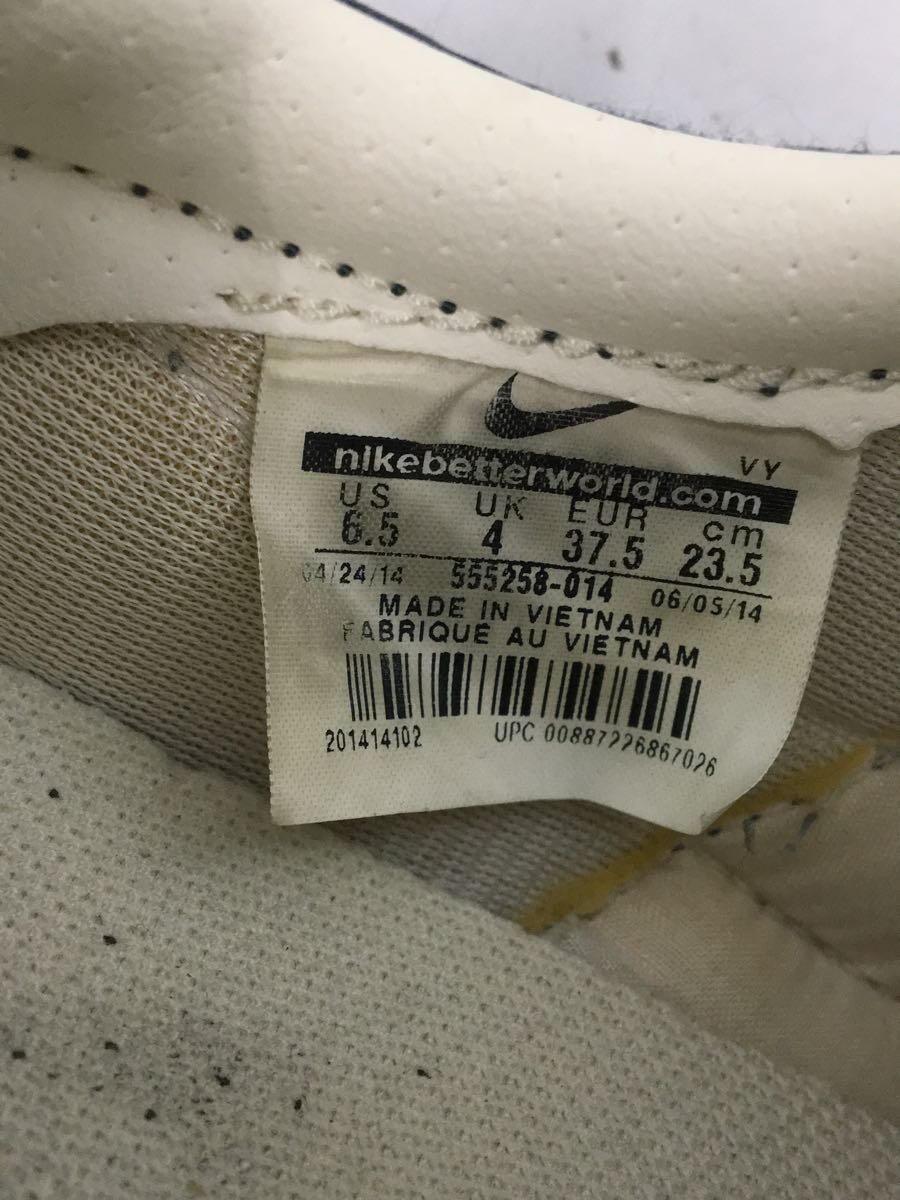 VY
nikebetterworld.com
US UK EUR cm
6.5 4 37.5 23.5
04/24/14 555258-014 06/05/14
MADE IN VIETNAM
FABRIQUE AU VIETNAM
201414102 UPC 00887226867026